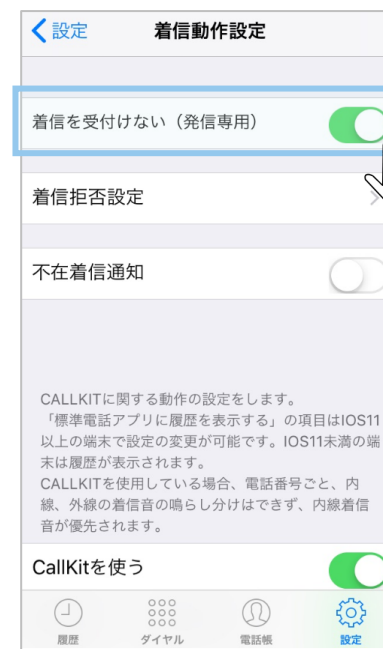 設定
着信動作設定
着信を受付けない（発信専用）
着信拒否設定
不在着信通知
CALLKITに関する動作の設定をします。
「標準電話アプリに履歴を表示する」の項目はIOS11
以上の端末で設定の変更が可能です。IOS11未満の端
末は履歴が表示されます。
CALLKITを使用している場合、電話番号ごと、内
線、外線の着信音の鳴らし分けはできず、内線着信
音が優先されます。
CallKitを使う
履歴
ダイヤル
電話帳
設定